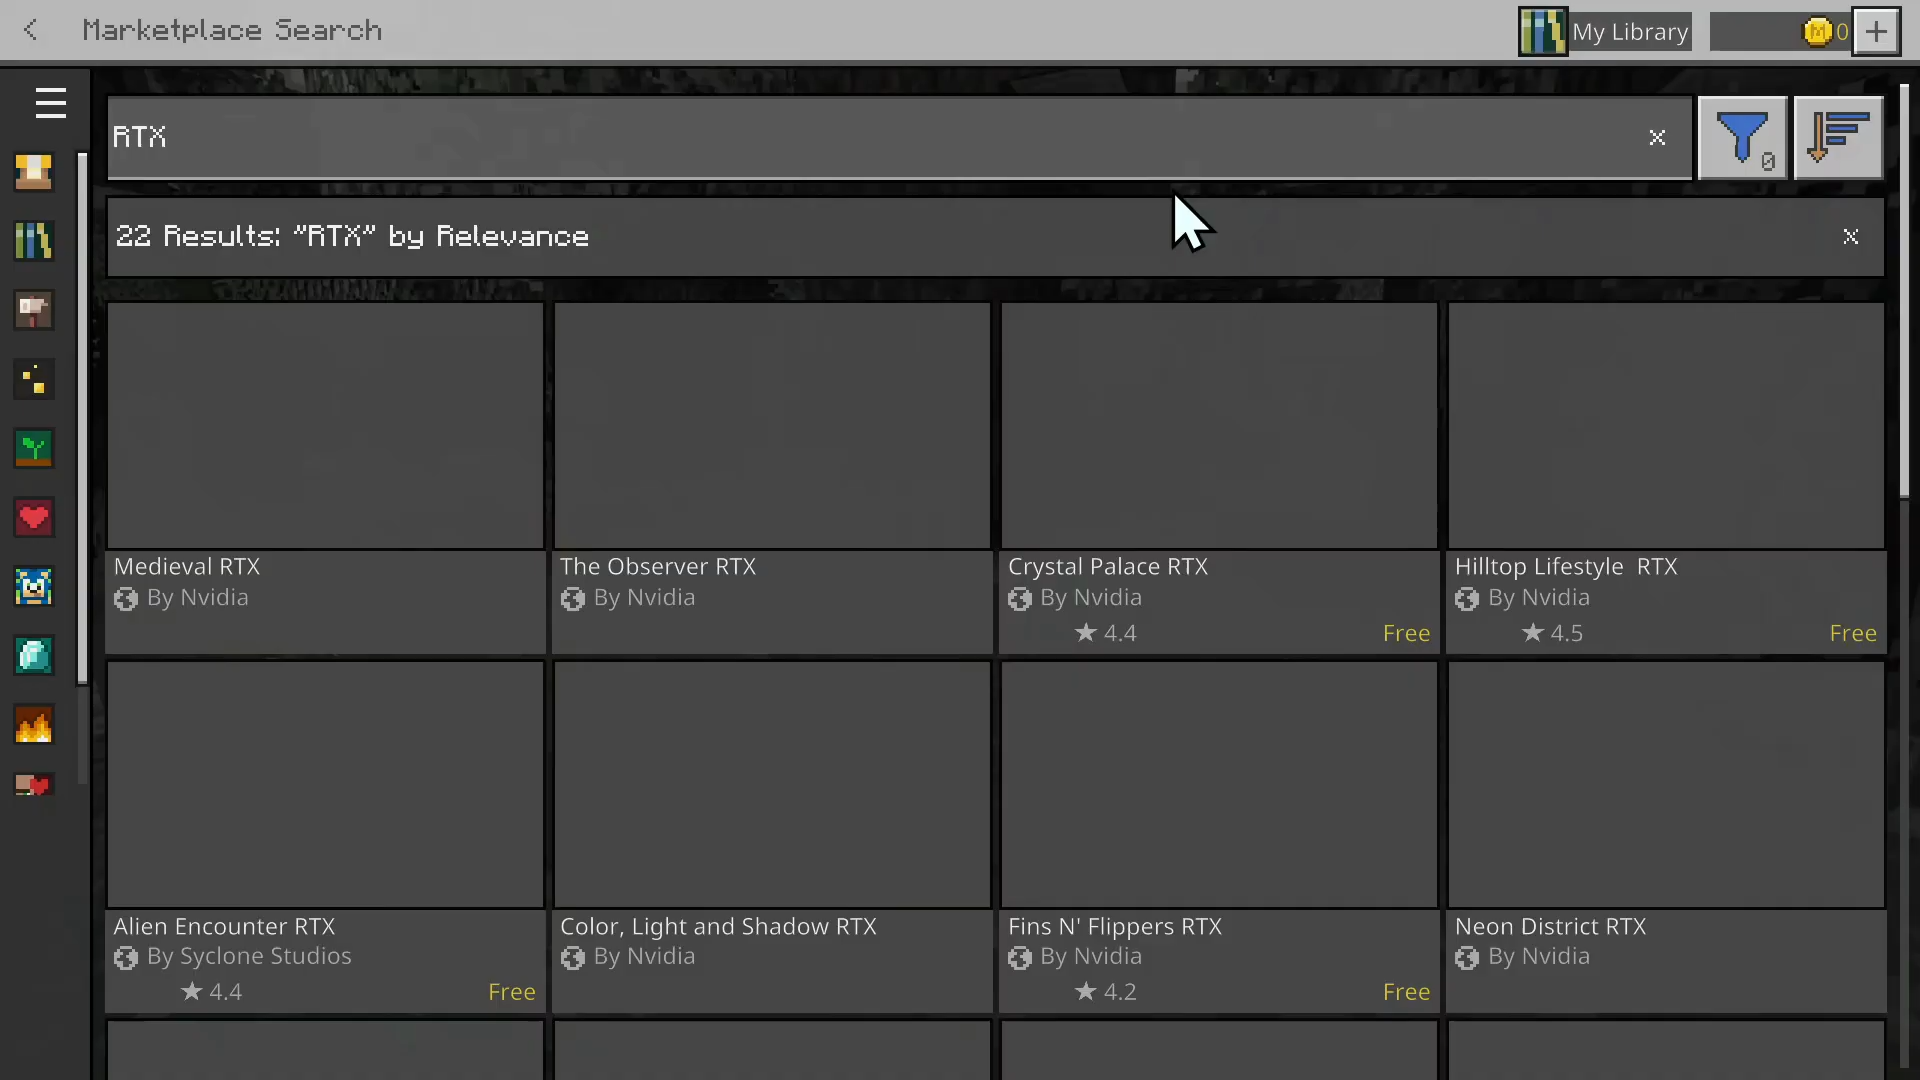 Marketplace Search
My Library
0
RTX
0
22 Results: "RTX" by Relevance
Medieval RTX
By Nvidia
The Observer RTX
By Nvidia
Crystal Palace RTX
By Nvidia
4.4
Free
Hilltop Lifestyle  RTX
By Nvidia
4.5
Free
Alien Encounter RTX
By Syclone Studios
4.4
Free
Color, Light and Shadow RTX
By Nvidia
Fins N' Flippers RTX
By Nvidia
4.2
Free
Neon District RTX
By Nvidia